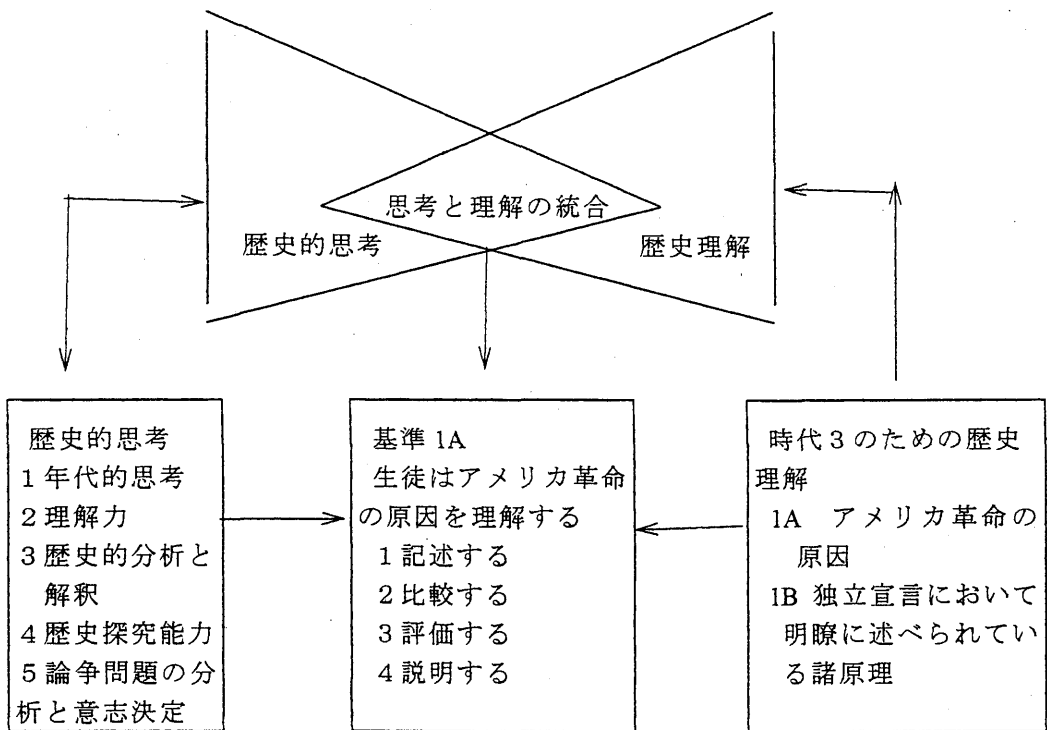 思考と理解の統合
歴史的思考
歴史理解
歴史的思考
1年代的思考
2理解力
3歴史的分析と
解釈
4歴史探究能力
5論争問題の分
析と意志決定
基準1A
生徒はアメリカ革命
の原因を理解する
1記述する
2比較する
3評価する
4説明する
時代3のための歴史
理解
1A アメリカ革命の
原因
1B 独立宣言において
明瞭に述べられてい
る諸原理